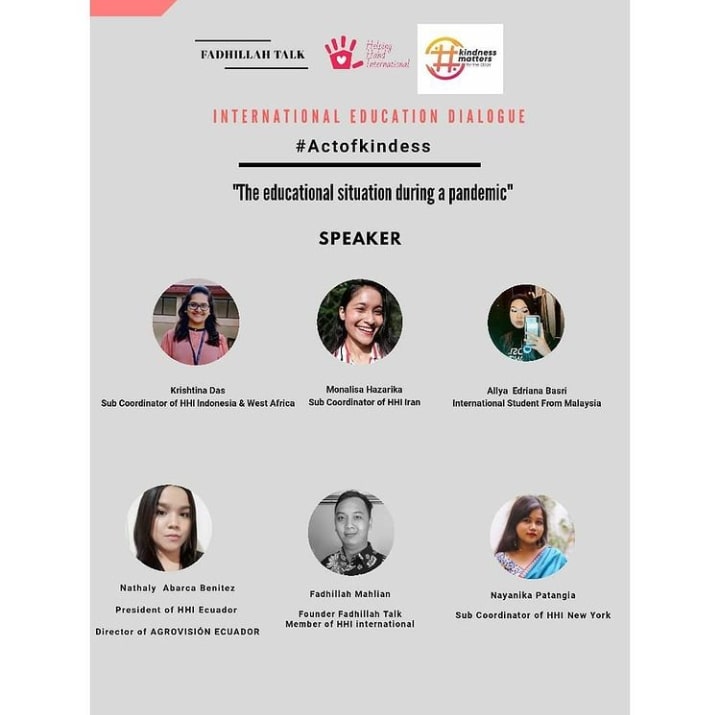 FADHILLAH TALK
Helping
Hand
International
kindness
matters
INTERNATIONAL EDUCATION DIALOGUE
#Actofkindess
"The educational situation during a pandemic"
SPEAKER
Krishtina Das
Sub Coordinator of HHI Indonesia & West Africa
Monalisa Hazarika
Sub Coordinator of HHI Iran
Allya Edriana Basri
International Student From Malaysia
Nathaly Abarca Benitez
President of HHI Ecuador
Director of AGROVISIÓN ECUADOR
Fadhillah Mahlian
Founder Fadhillah Talk
Member of HHI international
Nayanika Patangia
Sub Coordinator of HHI New York